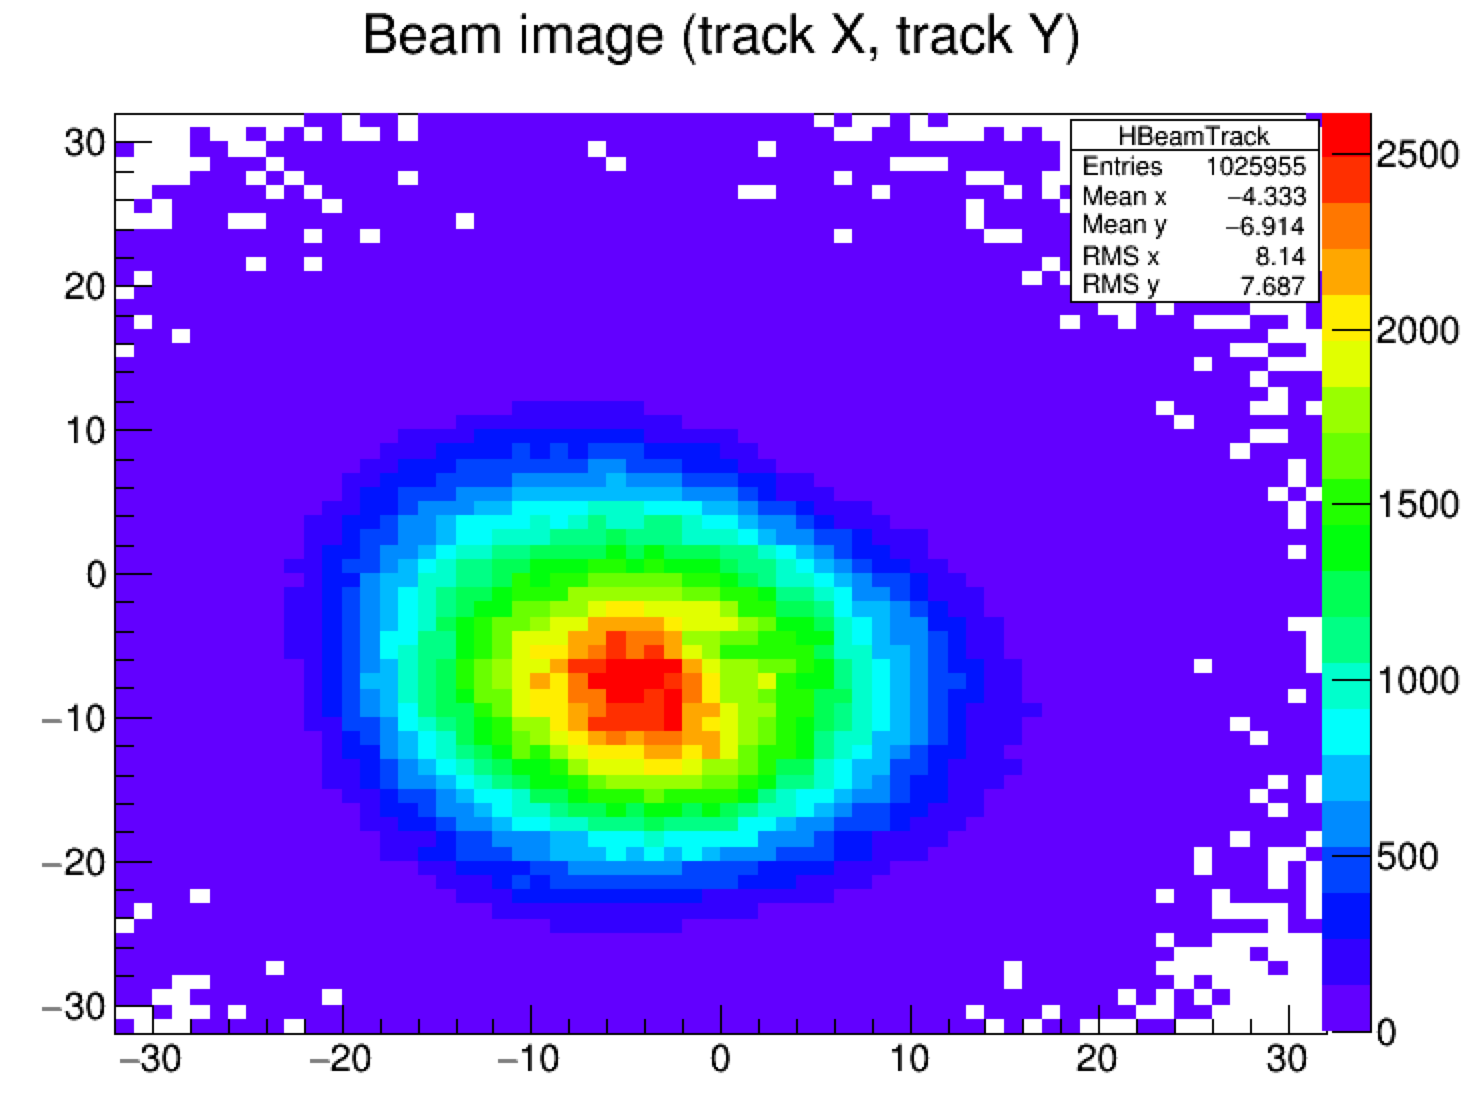 Beam image (track X, track Y)
HBeamTrack
Entries 1025955
Mean x −4.333
Mean y −6.914
RMS x 8.14
RMS y 7.687
30
20
10
0
−10
−20
−30
−30 −20 −10 0 10 20 30
2500
2000
1500
1000
500
0